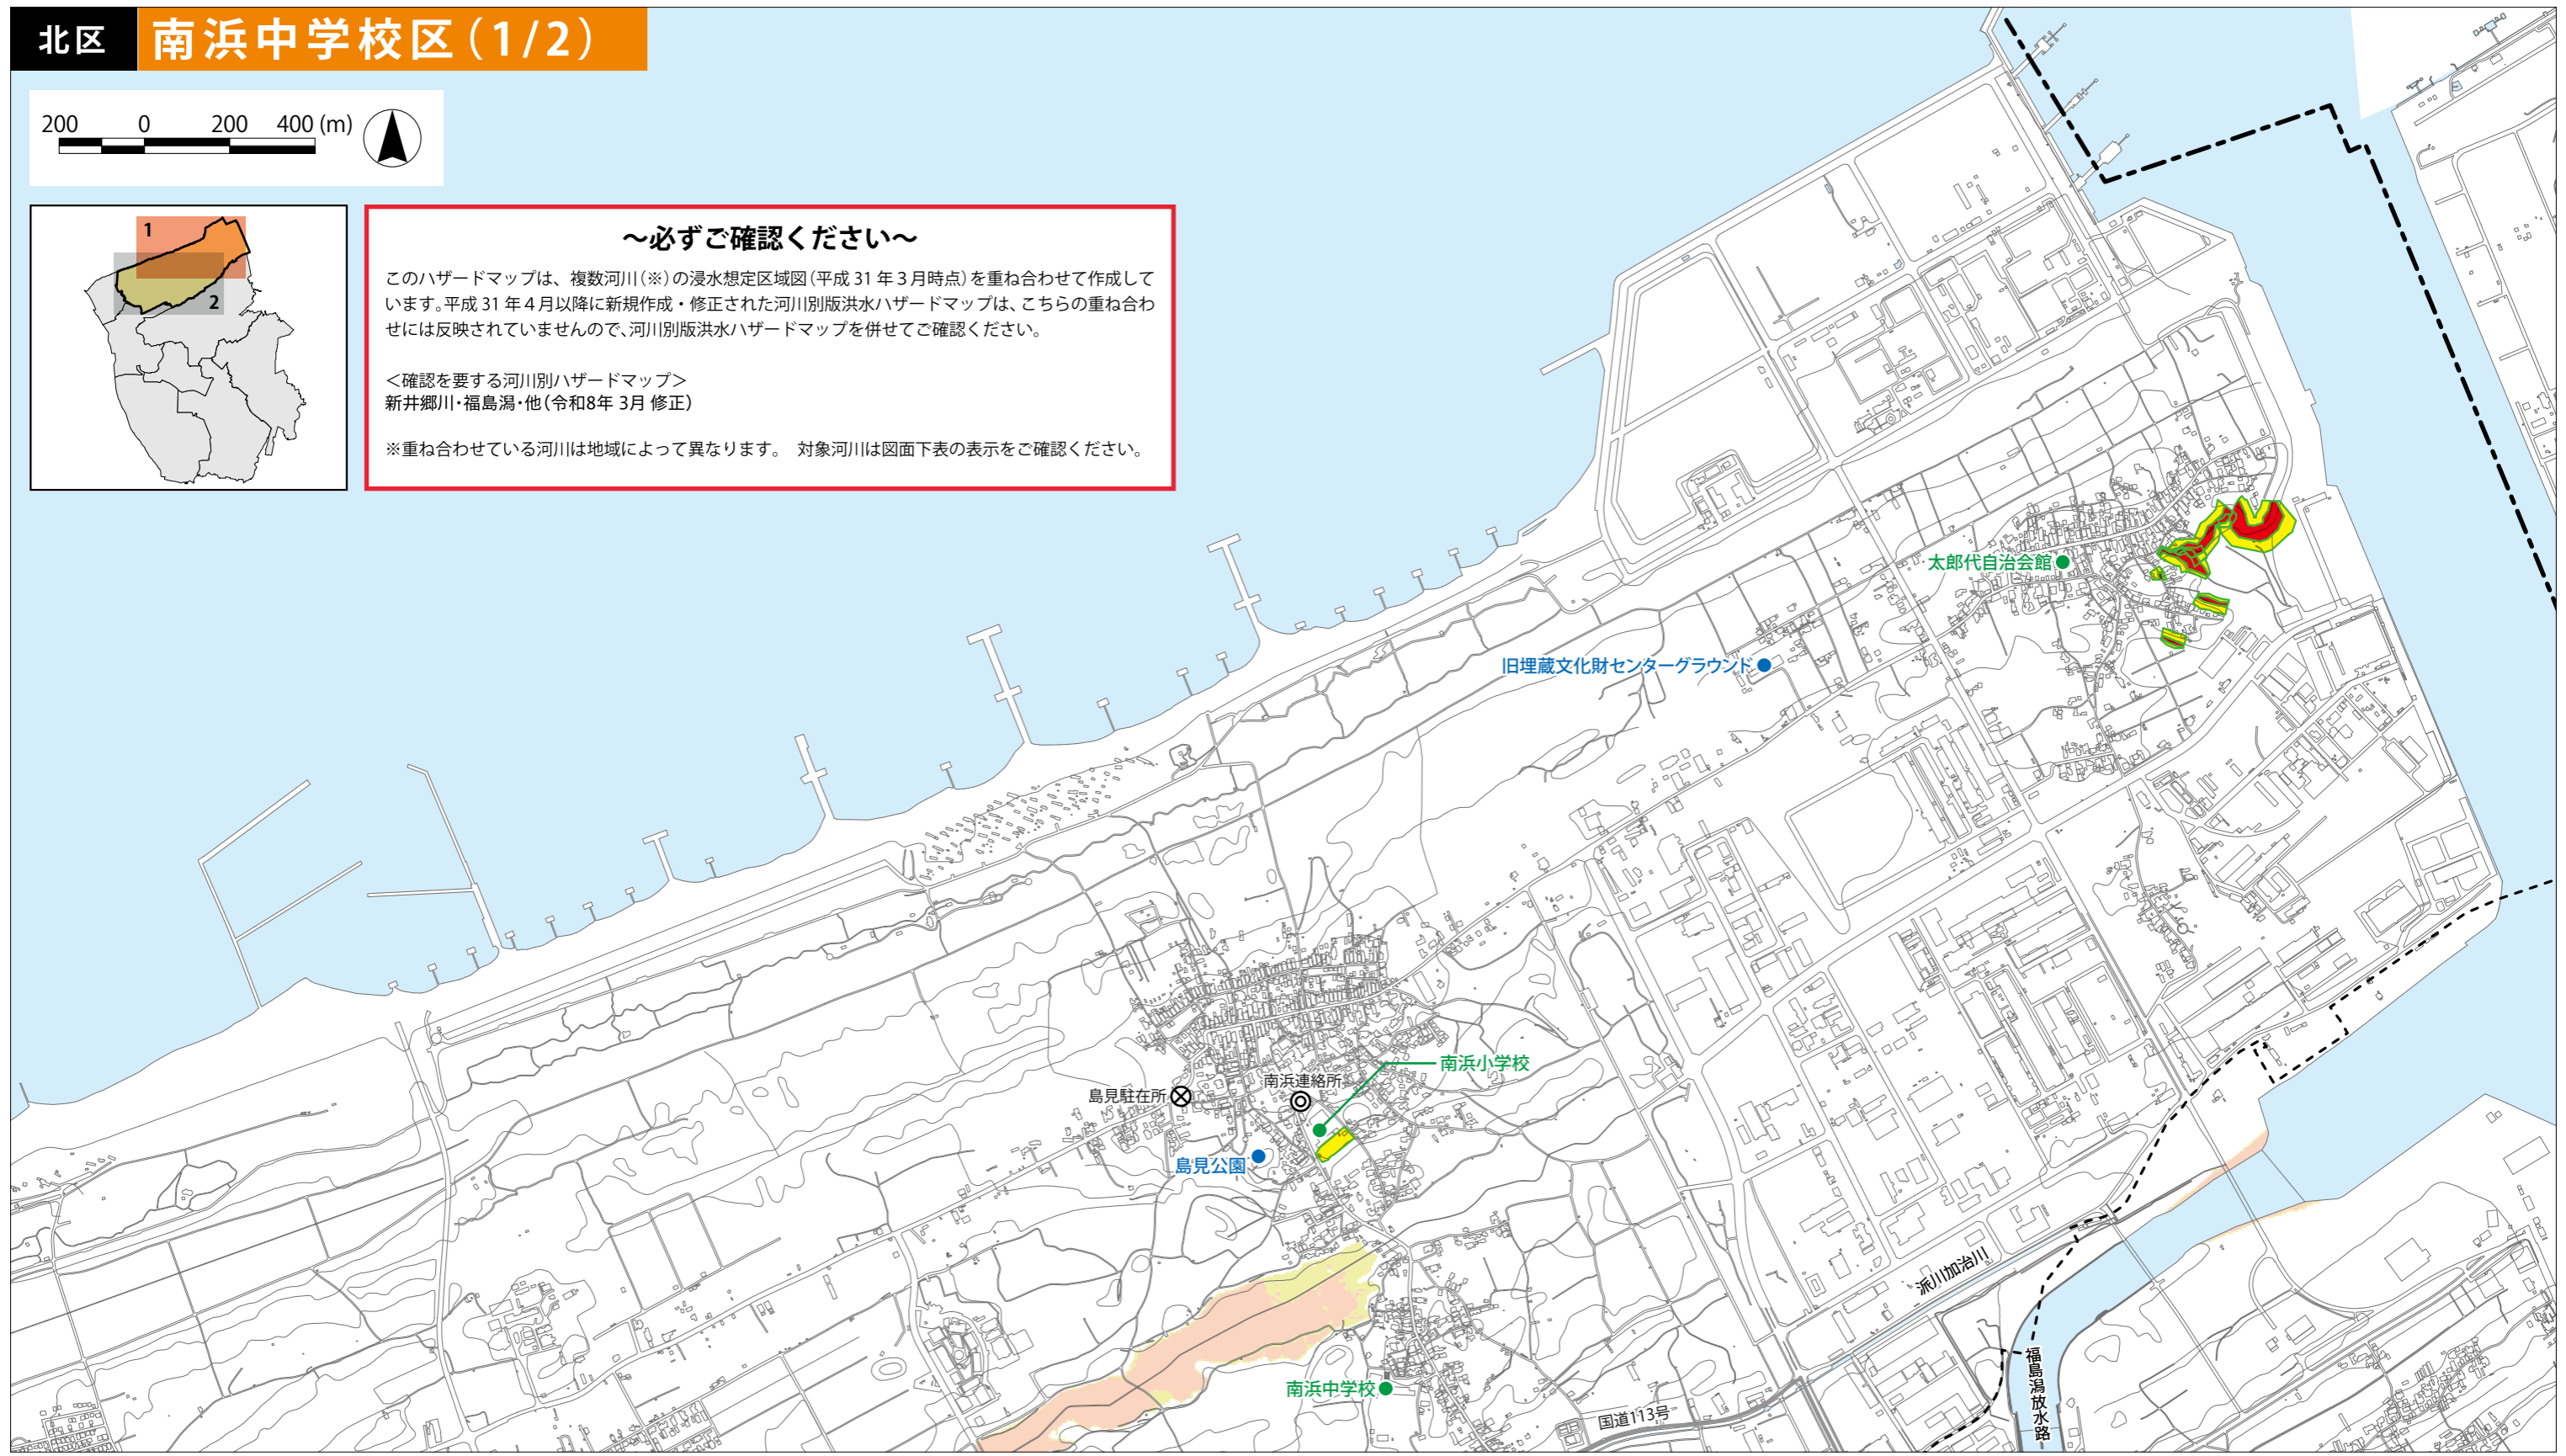 北区 南浜中学校区（1/2）
200 0 200 400 (m)
1
2
～必ずご確認ください～
このハザードマップは、複数河川（※）の浸水想定区域図（平成 31 年３月時点）を重ね合わせて作成して
います。平成 31 年４月以降に新規作成・修正された河川別版洪水ハザードマップは、こちらの重ね合わ
せには反映されていませんので、河川別版洪水ハザードマップを併せてご確認ください。
＜確認を要する河川別ハザードマップ＞
新井郷川・福島潟・他（令和8年 3月 修正）
※重ね合わせている河川は地域によって異なります。　対象河川は図面下表の表示をご確認ください。
太郎代自治会館
旧埋蔵文化財センターグラウンド
南浜小学校
南浜連絡所
島見駐在所
島見公園
派川加治川
福島潟放水路
南浜中学校
国道113号